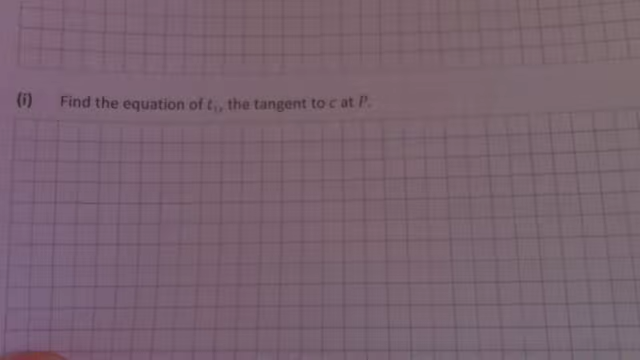 (i) Find the equation of t₁, the tangent to c at P.